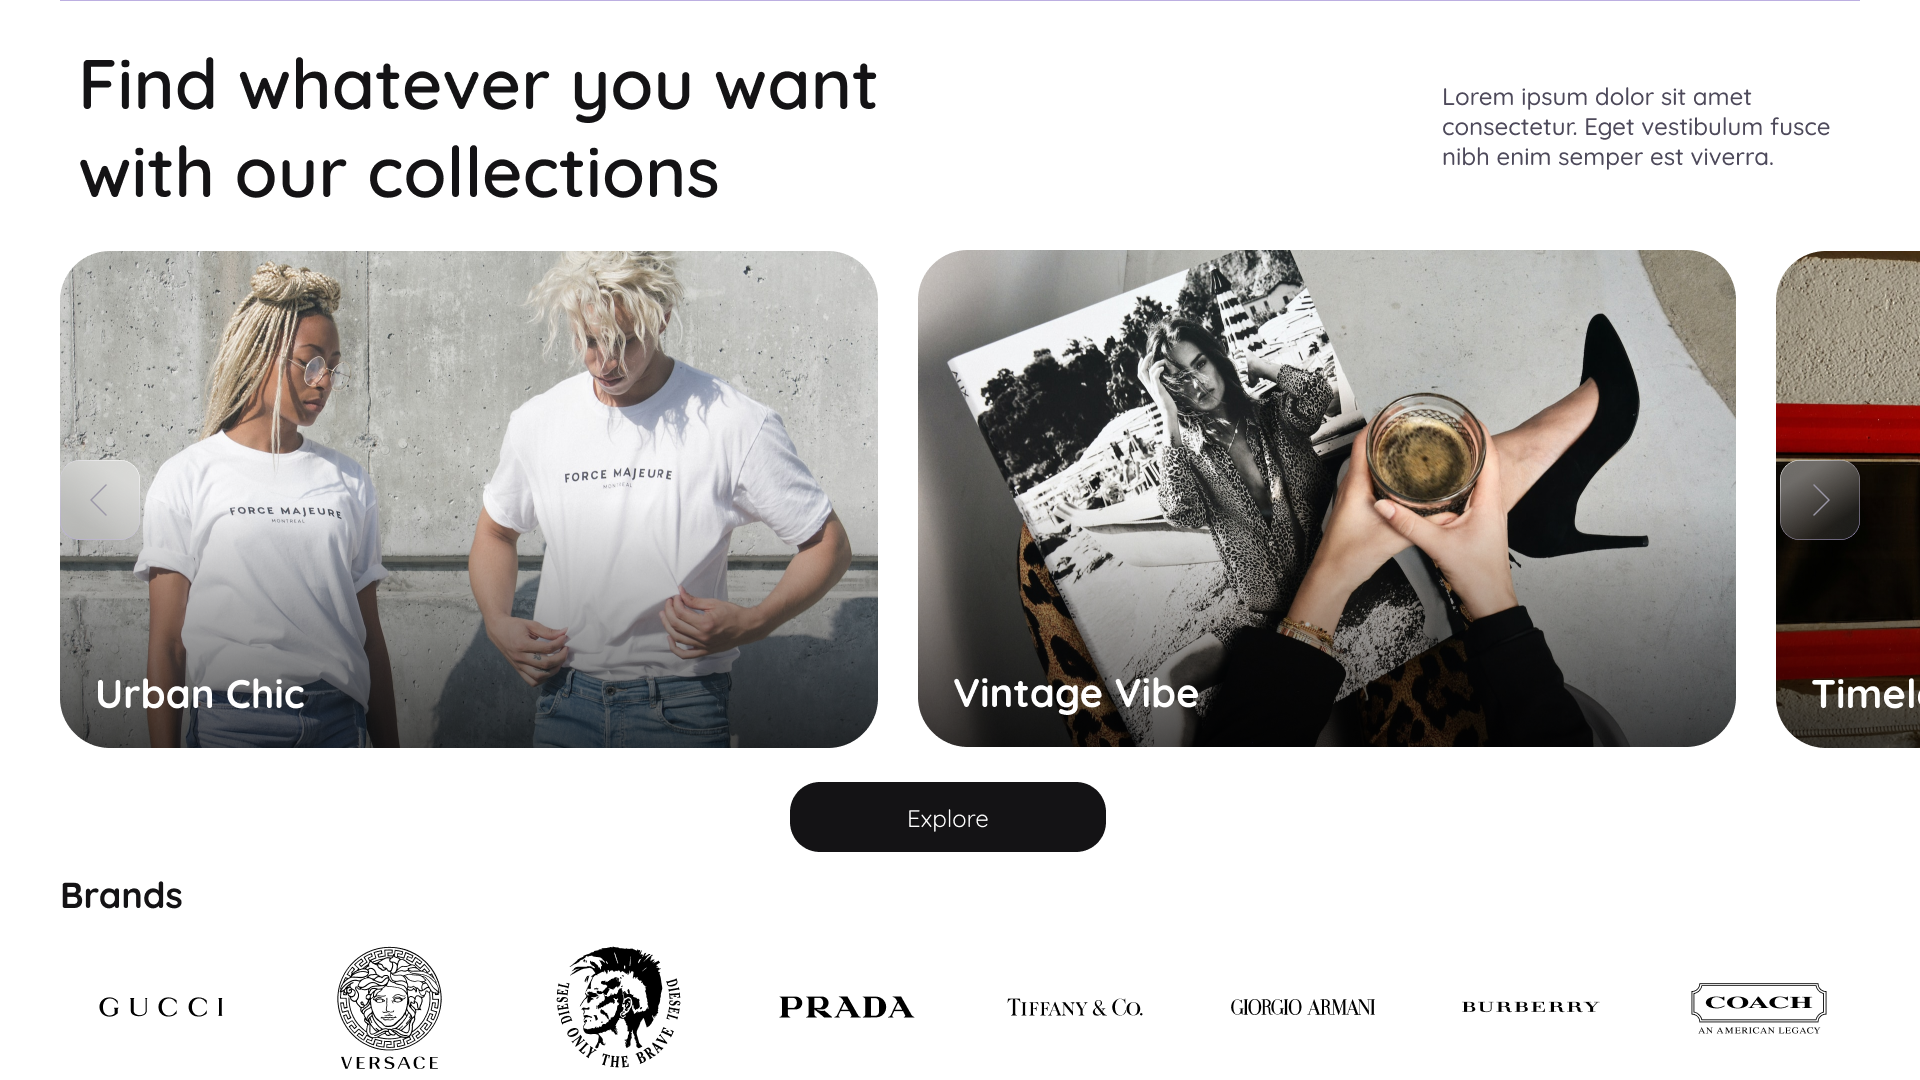 Find whatever you want
with our collections
Lorem ipsum dolor sit amet
consectetur. Eget vestibulum fusce
nibh enim semper est viverra.
FORCE MAJEURE
MONTREAL
FORCE MAJEURE
MONTREAL
Urban Chic
Vintage Vibe
Timel
Explore
Brands
GUCCI
VERSACE
DIESEL ONLY THE BRAVE DIESEL
PRADA
TIFFANY & CO.
GIORGIO ARMANI
BURBERRY
COACH
AN AMERICAN LEGACY